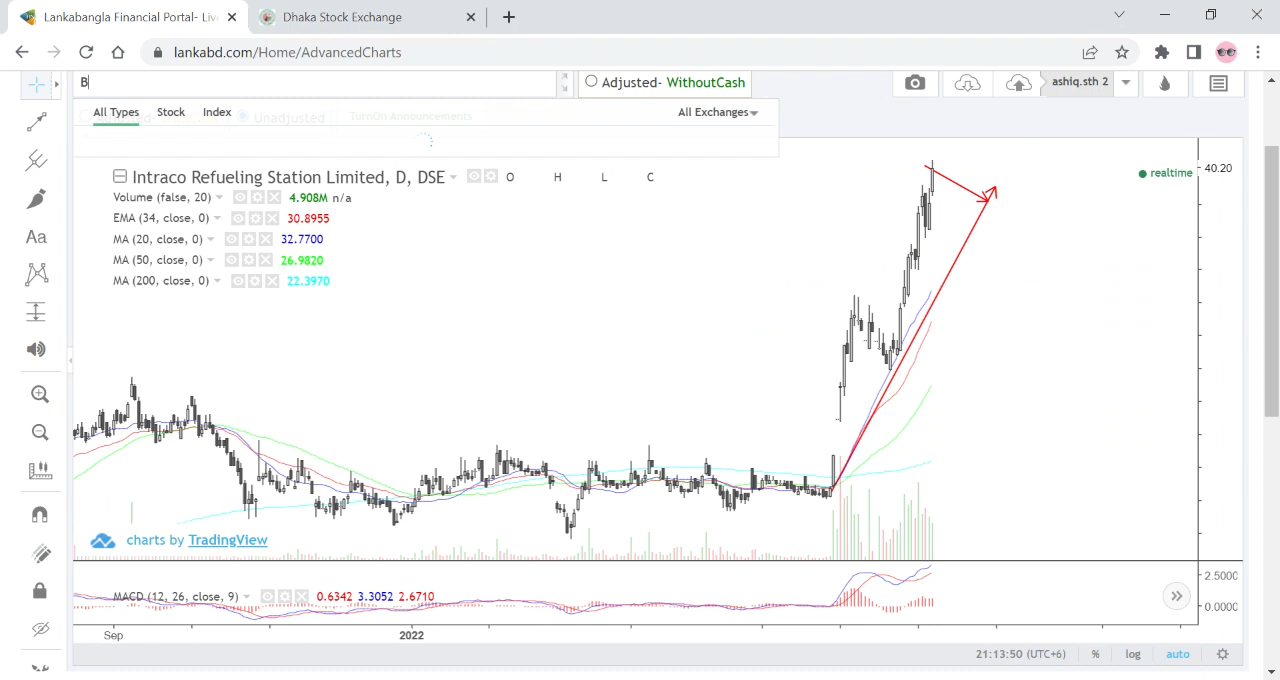 Lankabangla Financial Portal- Liv
Dhaka Stock Exchange
lankabd.com/Home/AdvancedCharts
B
Adjusted- WithoutCash
ashiq.sth 2
All Types Stock Index
All Exchanges
Unadjusted
TurnOn Announcements
Intraco Refueling Station Limited, D, DSE O H L C
realtime
40.20
Volume (false, 20) 4.908M n/a
EMA (34, close, 0) 30.8955
MA (20, close, 0) 32.7700
MA (50, close, 0) 26.9820
MA (200, close, 0) 22.3970
Aa
charts by TradingView
MACD (12, 26, close, 9) 0.6342 3.3052 2.6710
2.5000
0.0000
Sep 2022
21:13:50 (UTC+6) % log auto